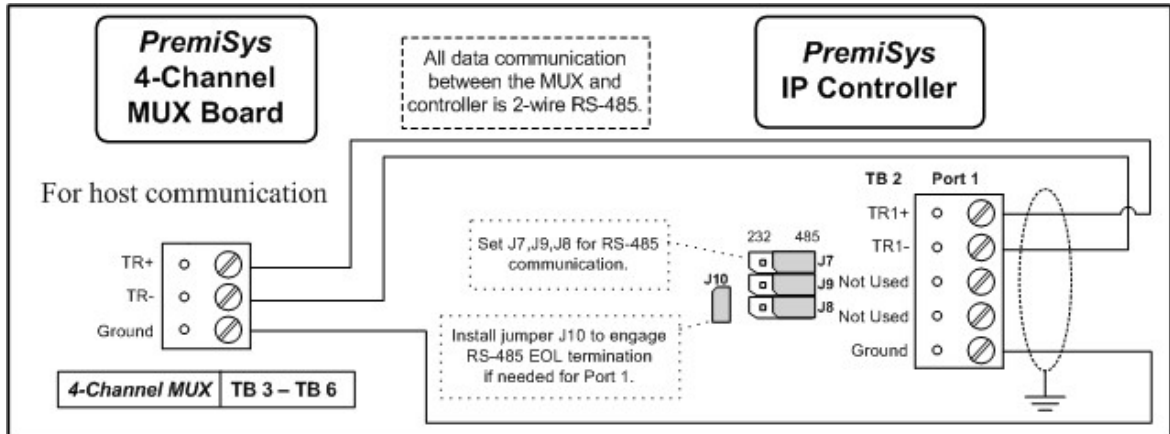 PremiSys
4-Channel
MUX Board
All data communication
between the MUX and
controller is 2-wire RS-485.
PremiSys
IP Controller
For host communication
TR+
TR-
Ground
4-Channel MUX TB 3 – TB 6
Set J7,J9,J8 for RS-485
communication.
Install jumper J10 to engage
RS-485 EOL termination
if needed for Port 1.
232 485
J7
J9
J8
J10
TB 2 Port 1
TR1+
TR1-
Not Used
Not Used
Ground